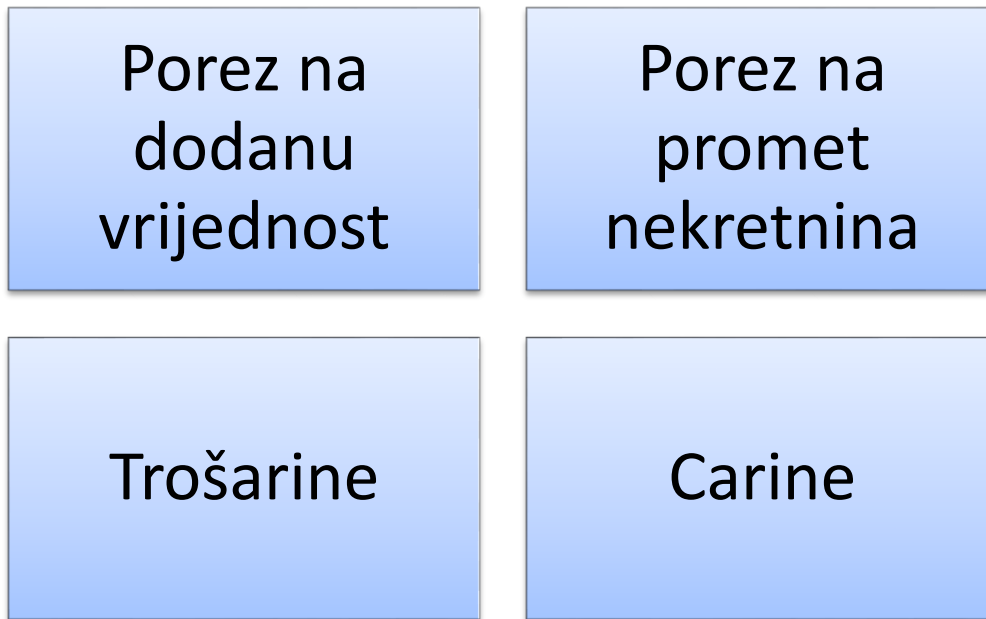 Porez na
dodanu
vrijednost
Porez na
promet
nekretnina
Trošarine
Carine